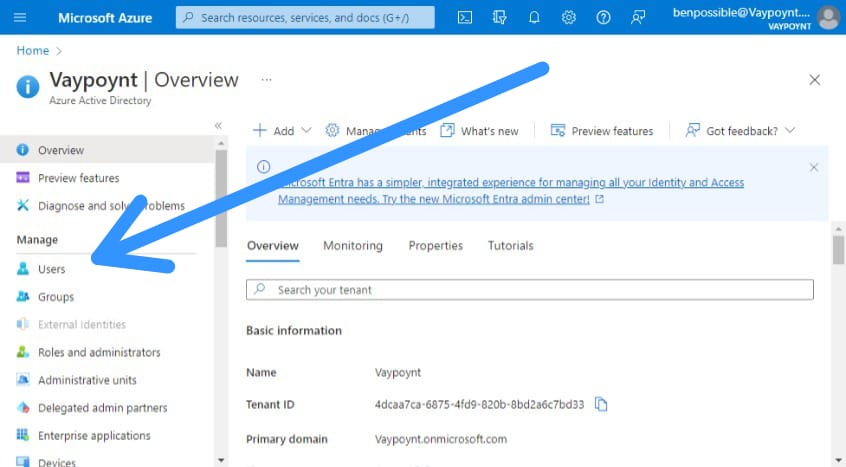 Microsoft Azure
Search resources, services, and docs (G+/)
benpossible@Vaypoynt....
VAYPOYNT
Home
Vaypoynt | Overview
Azure Active Directory
Add
What's new
Preview features
Got feedback?
Overview
Preview features
Diagnose and
Manage
Users
Groups
External Identities
Roles and administrators
Administrative units
Delegated admin partners
Enterprise applications
Devices
Microsoft Entra has a simpler, integrated experience for managing all your Identity and Access
Management needs. Try the new Microsoft Entra admin center!
Overview Monitoring Properties Tutorials
Search your tenant
Basic information
Name Vaypoynt
Tenant ID 4dcaa7ca-6875-4fd9-820b-8bd2a6c7bd33
Primary domain Vaypoynt.onmicrosoft.com